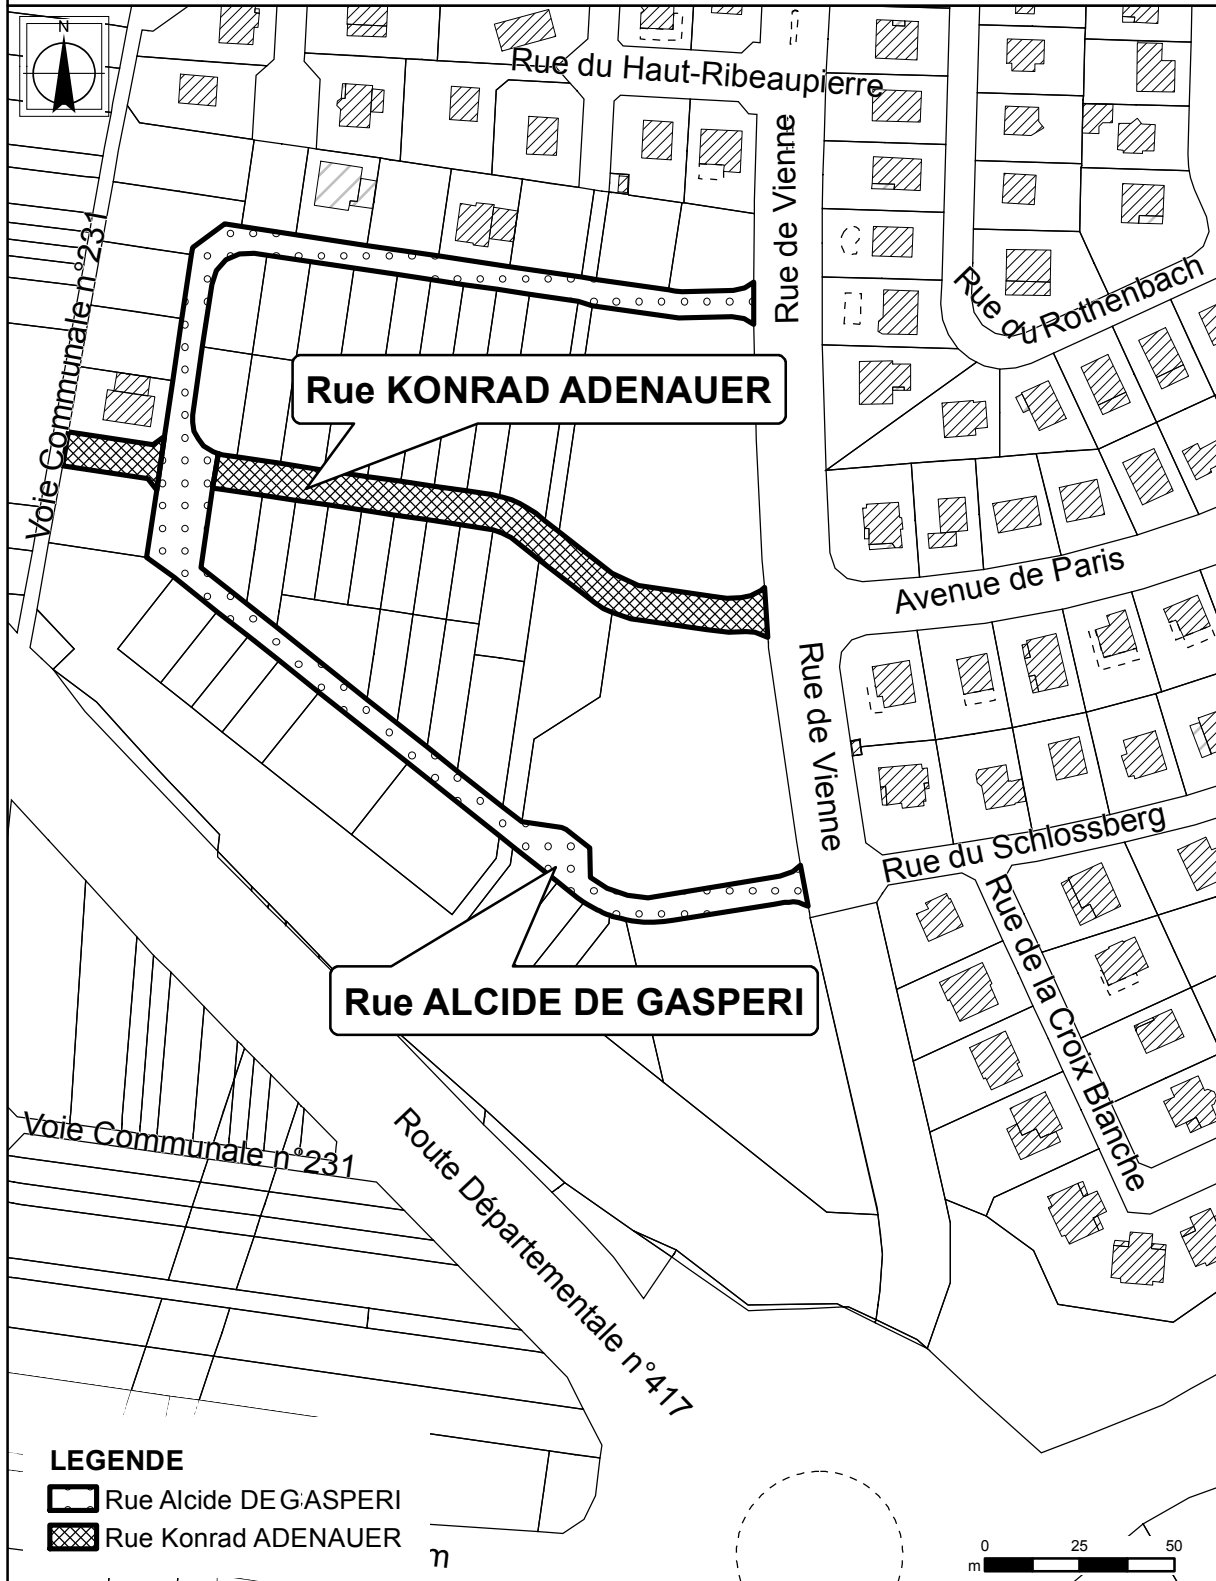 N
Rue du Haut-Ribeaupierre
Rue de Vienne
Voie Communale n°231
Rue du Rothenbach
Rue KONRAD ADENAUER
Avenue de Paris
Rue de Vienne
Rue du Schlossberg
Rue de la Croix Blanche
Rue ALCIDE DE GASPERI
Voie Communale n°231
Route Départementale n°417
LEGENDE
Rue Alcide DE GASPERI
Rue Konrad ADENAUER
m
0 25 50
m